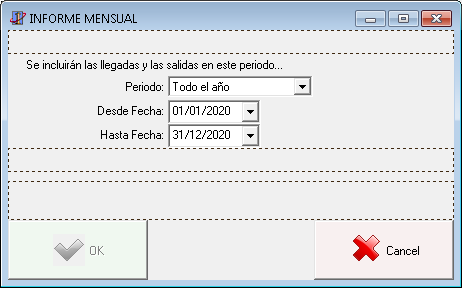 INFORME MENSUAL
Se incluirán las llegadas y las salidas en este periodo...
Periodo: Todo el año
Desde Fecha: 01/01/2020
Hasta Fecha: 31/12/2020
OK
Cancel